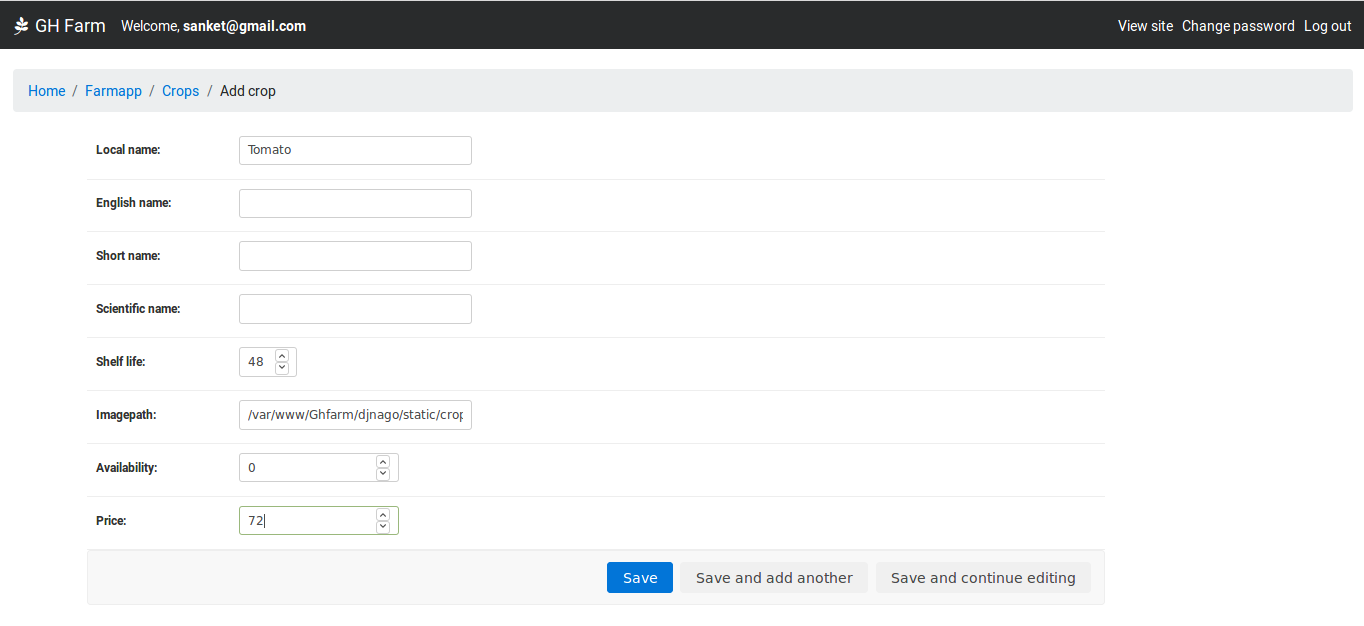 GH Farm Welcome, sanket@gmail.com View site Change password Log out
Home / Farmapp / Crops / Add crop
Local name: Tomato
English name:
Short name:
Scientific name:
Shelf life: 48
Imagepath: /var/www/Ghfarm/djnago/static/crop
Availability: 0
Price: 72
Save Save and add another Save and continue editing